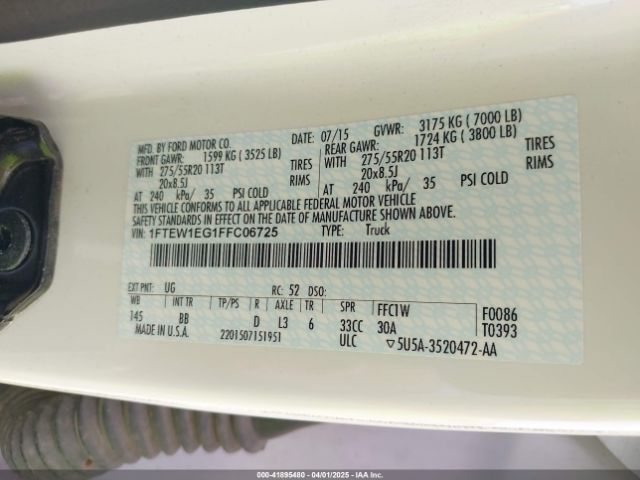 MFD. BY FORD MOTOR CO. 07/15 GVWR: 3175 KG ( 7000 LB)
FRONT GAWR: 1599 KG ( 3525 LB) REAR GAWR: 1724 KG ( 3800 LB)
WITH 275/55R20 113T TIRES WITH 275/55R20 113T TIRES
20x8.5J RIMS 20x8.5J RIMS
AT 240 kPa/ 35 PSI COLD AT 240 kPa/ 35 PSI COLD
THIS VEHICLE CONFORMS TO ALL APPLICABLE FEDERAL MOTOR VEHICLE
SAFETY STANDARDS IN EFFECT ON THE DATE OF MANUFACTURE SHOWN ABOVE.
VIN: 1FTEW1EG1FFC06725 TYPE: Truck
EXT PNT: UG RC: 52 DSO:
WB INT TR TP/PS R AXLE TR SPR FFC1W F0086
145 BB D L3 6 33CC 30A T0393
MADE IN U.S.A. 2201507151951 ULC ▽5U5A-3520472-AA
000-41895480 - 04/01/2025 - IAA Inc.